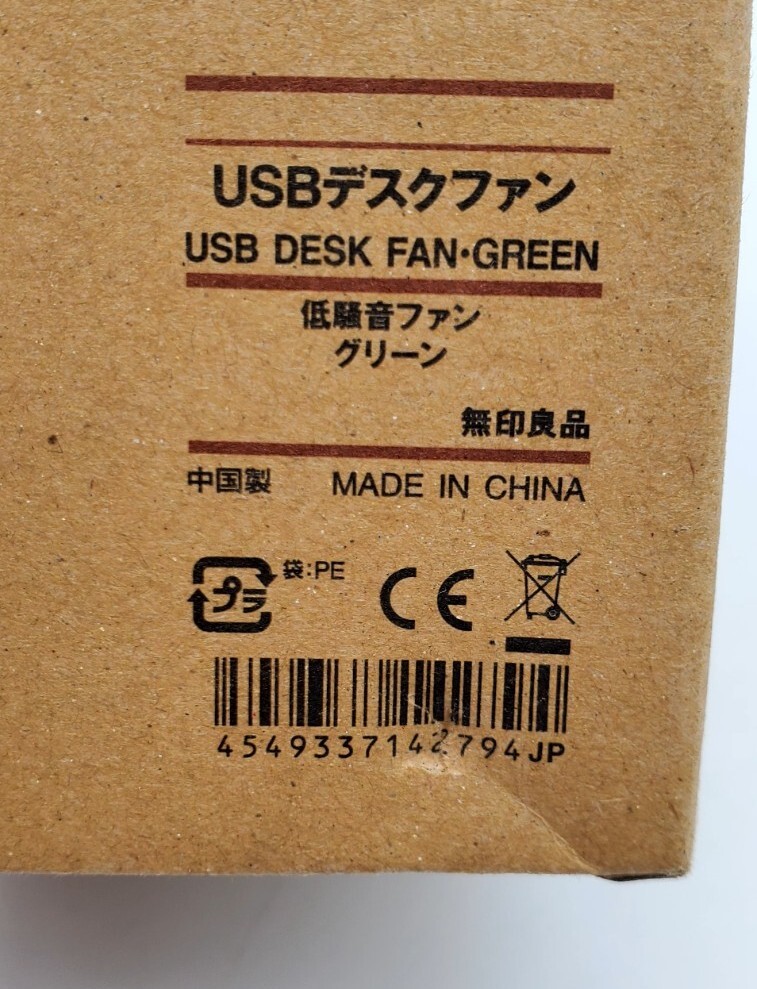 USBデスクファン
USB DESK FAN・GREEN
低騒音ファン
グリーン
無印良品
中国製 MADE IN CHINA
プラ 袋:PE
CE
4549337142794JP